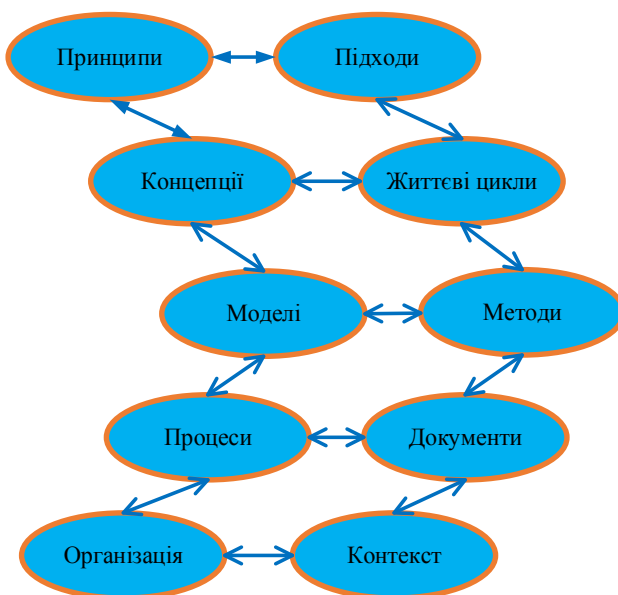 Принципи
Підходи
Концепції
Життєві цикли
Моделі
Методи
Процеси
Документи
Організація
Контекст